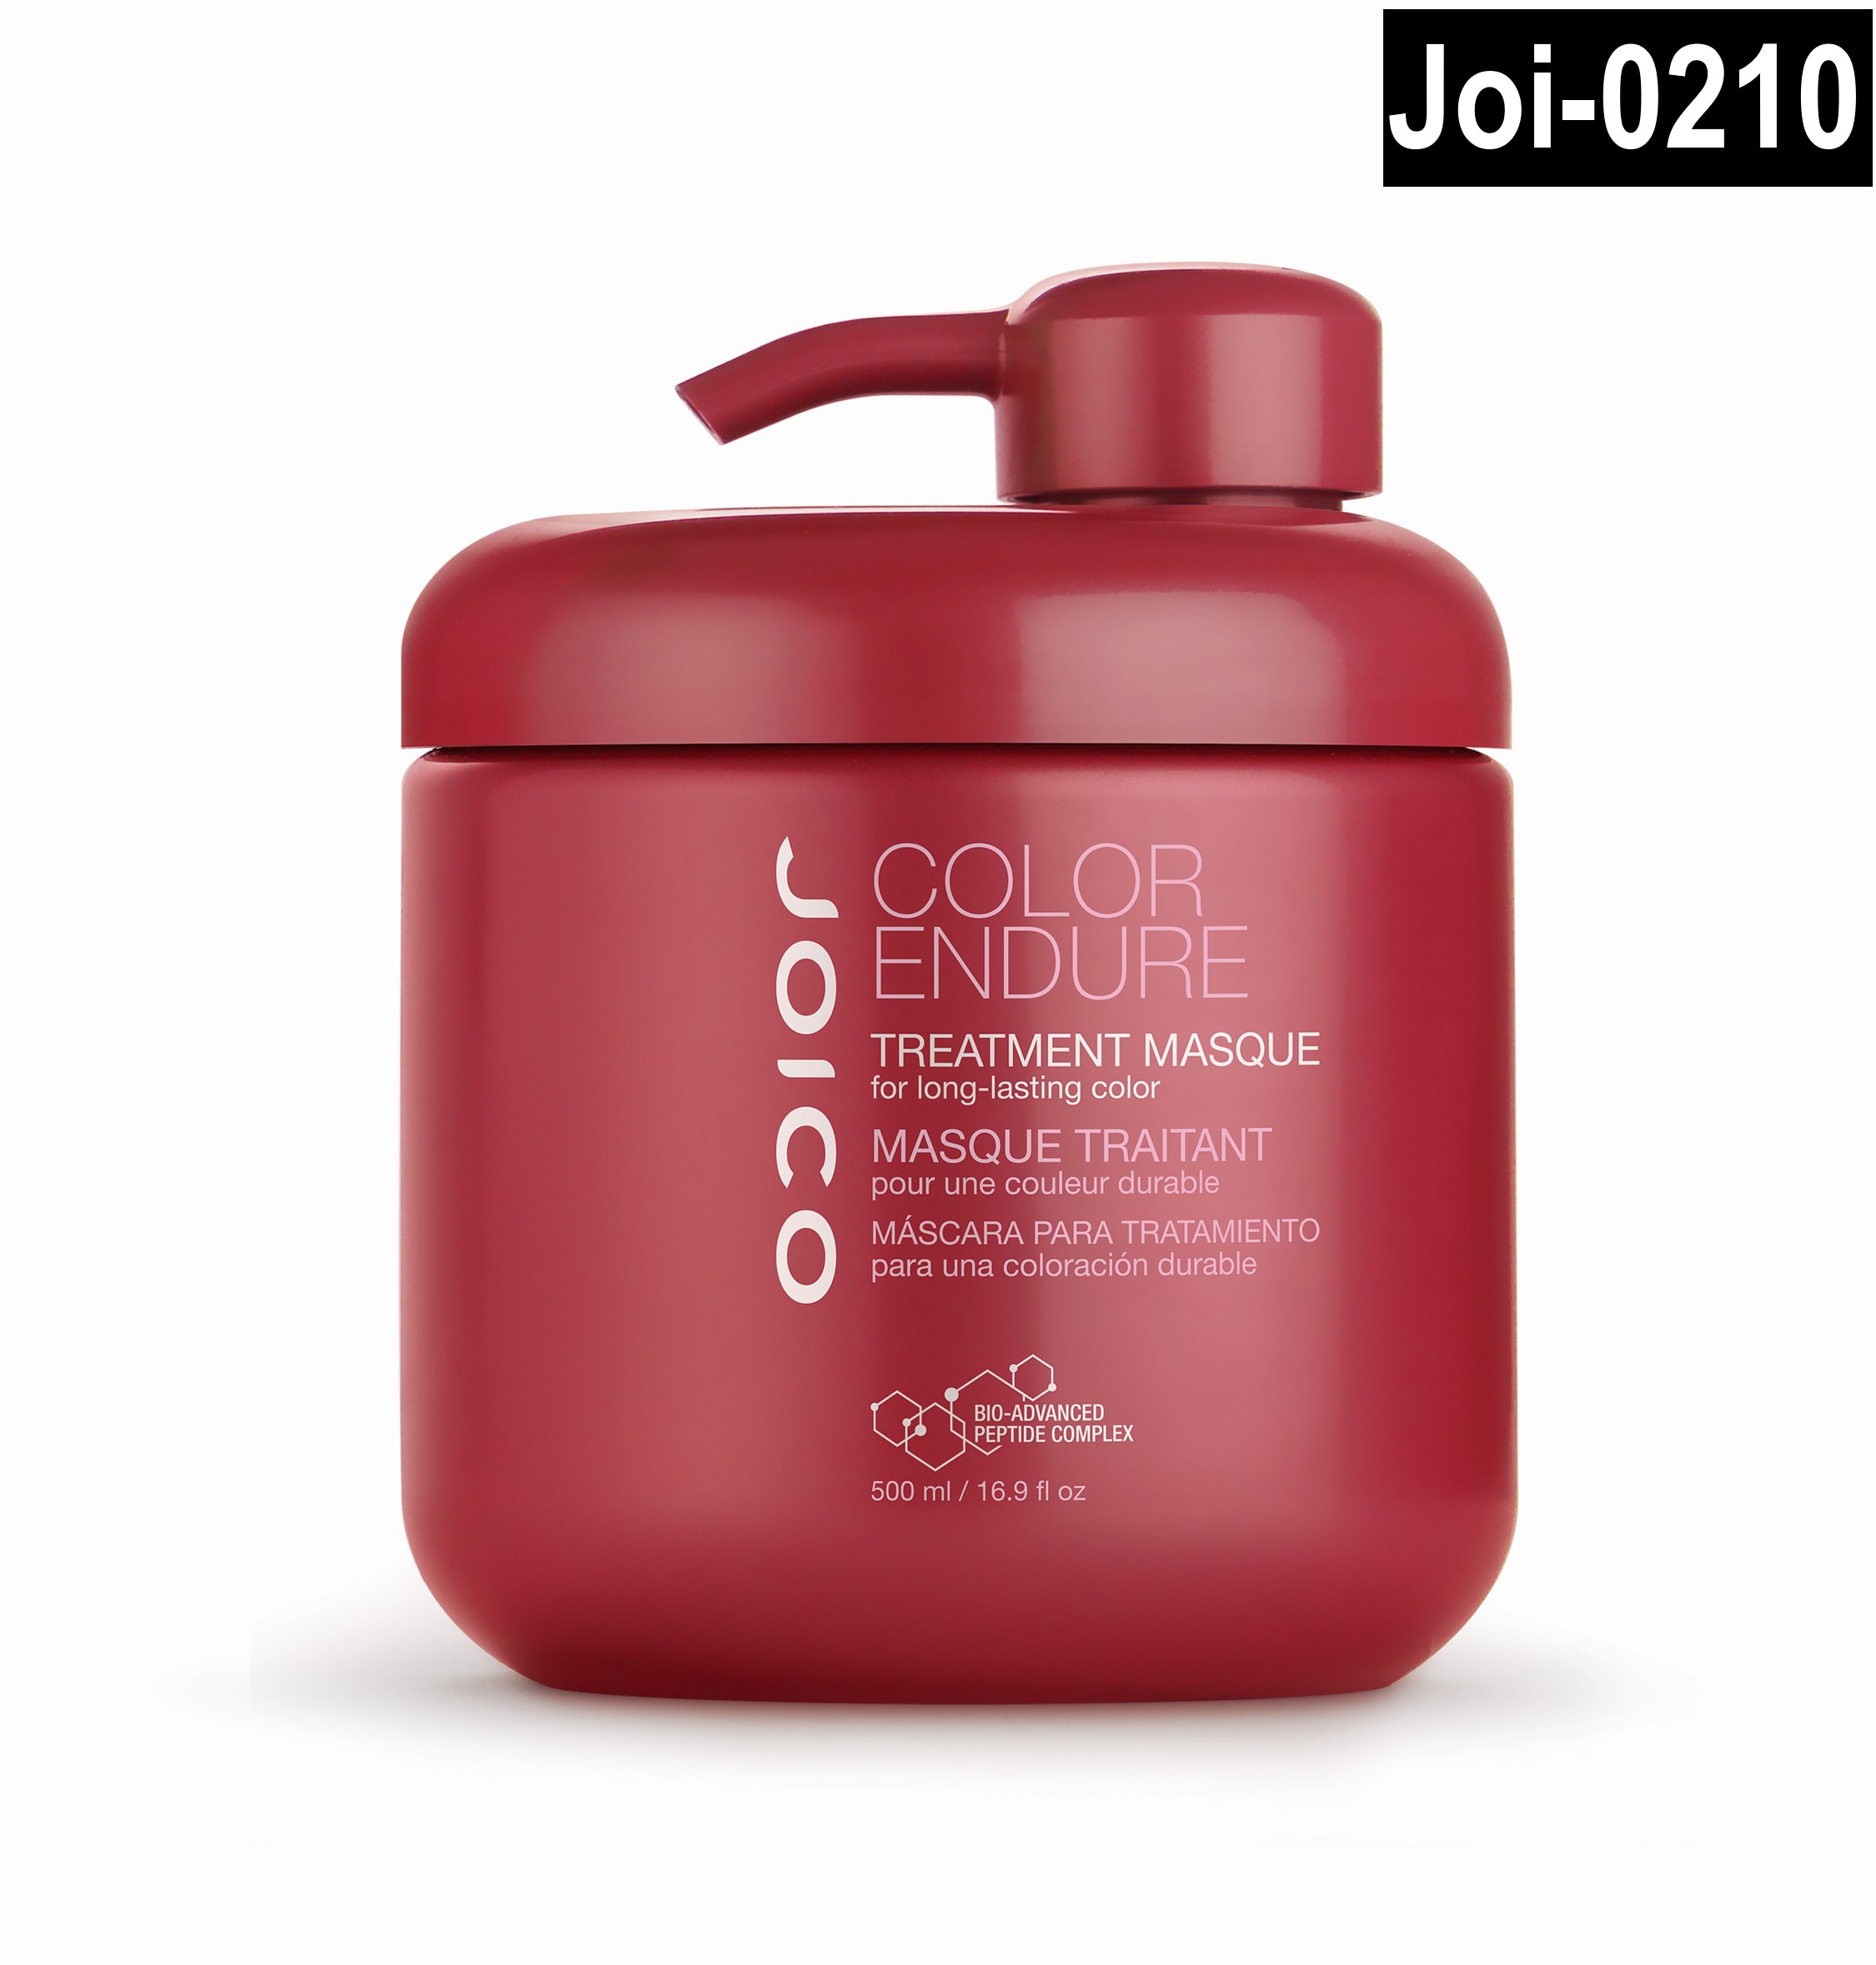 Joi-0210
JOICO
COLOR
ENDURE
TREATMENT MASQUE
for long-lasting color
MASQUE TRAITANT
pour une couleur durable
MÁSCARA PARA TRATAMIENTO
para una coloración durable
BIO-ADVANCED
PEPTIDE COMPLEX
500 ml / 16.9 fl oz